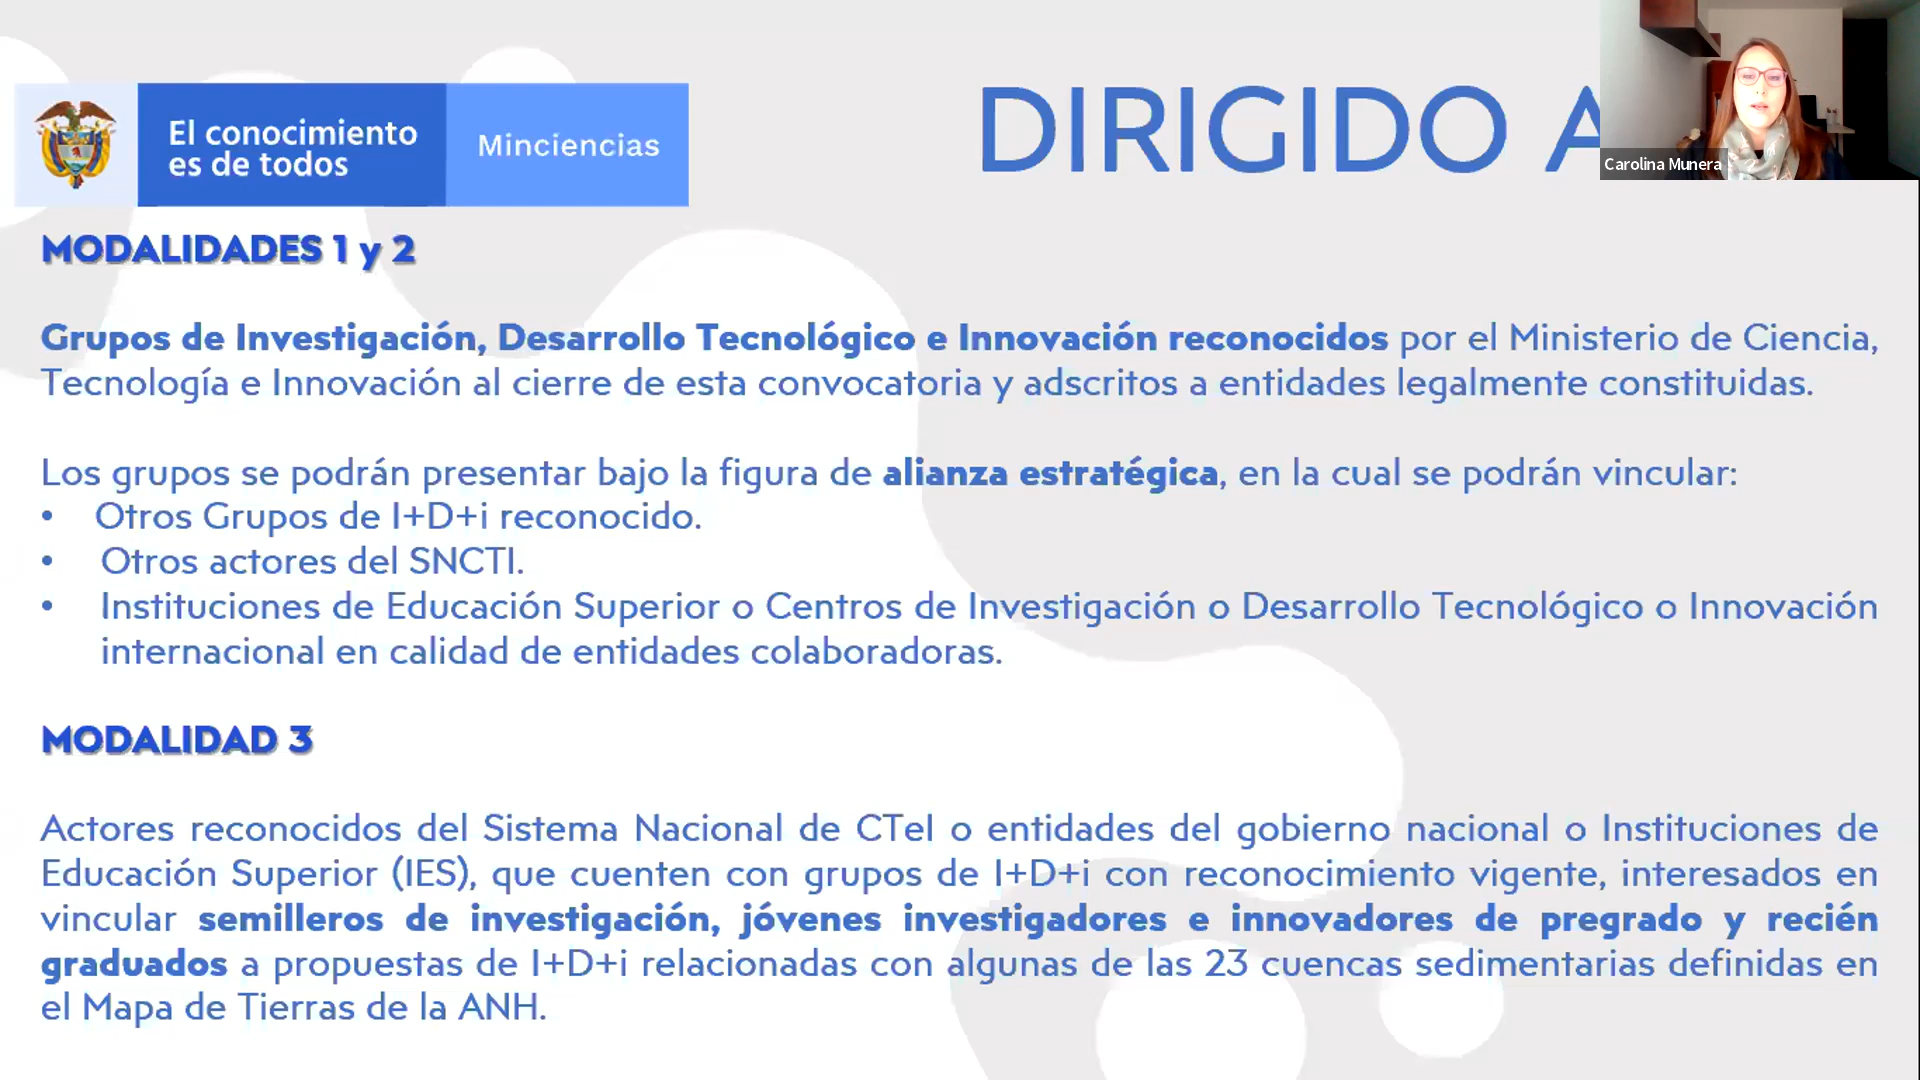 El conocimiento
es de todos
Minciencias
DIRIGIDO A
Carolina Munera
MODALIDADES 1 y 2
Grupos de Investigación, Desarrollo Tecnológico e Innovación reconocidos por el Ministerio de Ciencia,
Tecnología e Innovación al cierre de esta convocatoria y adscritos a entidades legalmente constituidas.
Los grupos se podrán presentar bajo la figura de alianza estratégica, en la cual se podrán vincular:
• Otros Grupos de I+D+i reconocido.
• Otros actores del SNCTI.
• Instituciones de Educación Superior o Centros de Investigación o Desarrollo Tecnológico o Innovación
internacional en calidad de entidades colaboradoras.
MODALIDAD 3
Actores reconocidos del Sistema Nacional de CTeI o entidades del gobierno nacional o Instituciones de
Educación Superior (IES), que cuenten con grupos de I+D+i con reconocimiento vigente, interesados en
vincular semilleros de investigación, jóvenes investigadores e innovadores de pregrado y recién
graduados a propuestas de I+D+i relacionadas con algunas de las 23 cuencas sedimentarias definidas en
el Mapa de Tierras de la ANH.